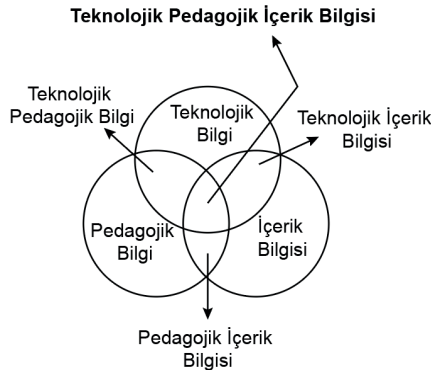 Teknolojik Pedagojik İçerik Bilgisi
Teknolojik
Pedagojik Bilgi
Teknolojik
Bilgi
Teknolojik İçerik
Bilgisi
Pedagojik
Bilgi
İçerik
Bilgisi
Pedagojik İçerik
Bilgisi